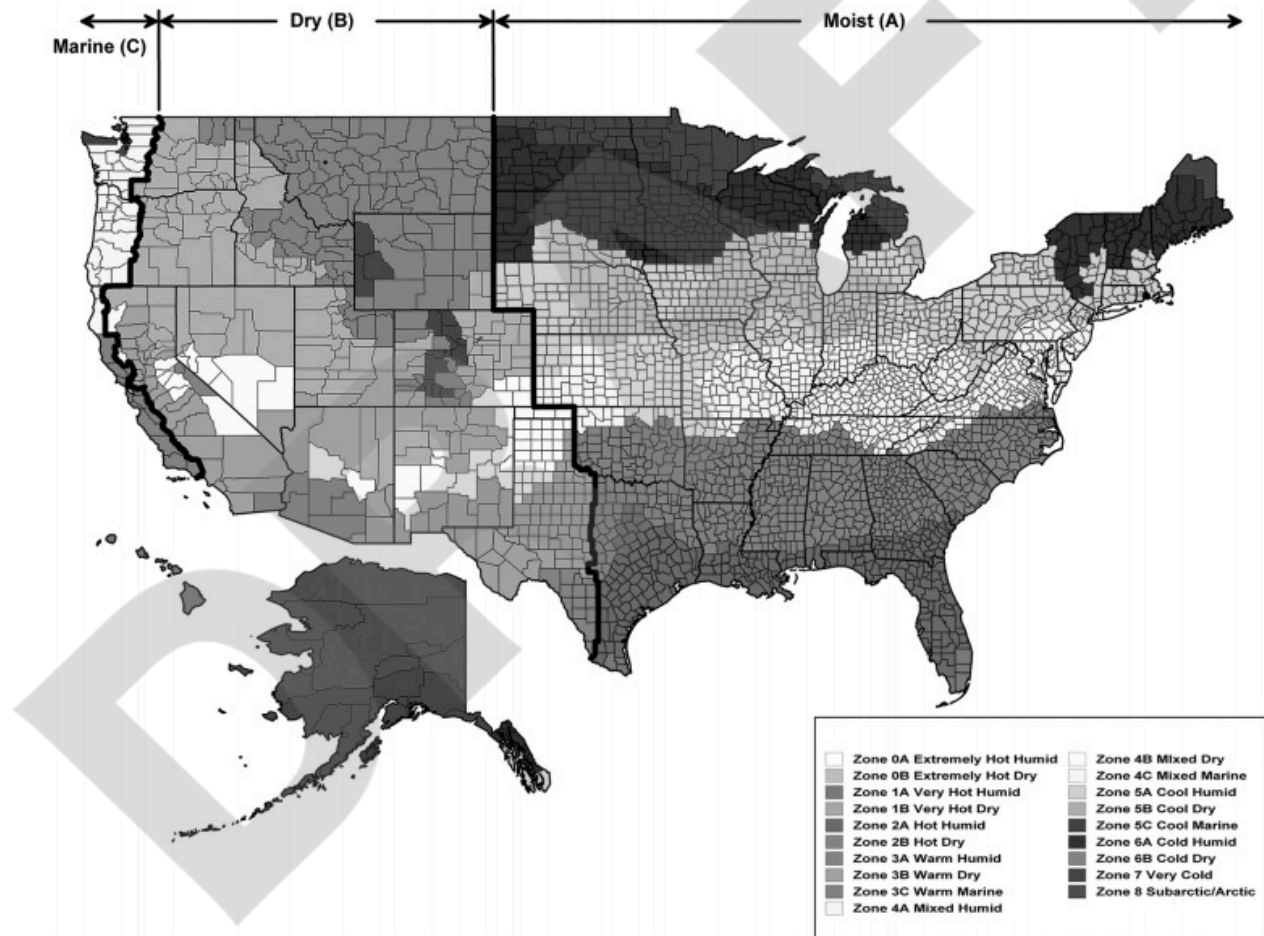 Dry (B)
Moist (A)
Marine (C)
Zone 0A Extremely Hot Humid
Zone 0B Extremely Hot Dry
Zone 1A Very Hot Humid
Zone 1B Very Hot Dry
Zone 2A Hot Humid
Zone 2B Hot Dry
Zone 3A Warm Humid
Zone 3B Warm Dry
Zone 3C Warm Marine
Zone 4A Mixed Humid
Zone 4B MIxed Dry
Zone 4C Mixed Marine
Zone 5A Cool Humid
Zone 5B Cool Dry
Zone 5C Cool Marine
Zone 6A Cold Humid
Zone 6B Cold Dry
Zone 7 Very Cold
Zone 8 Subarctic/Arctic